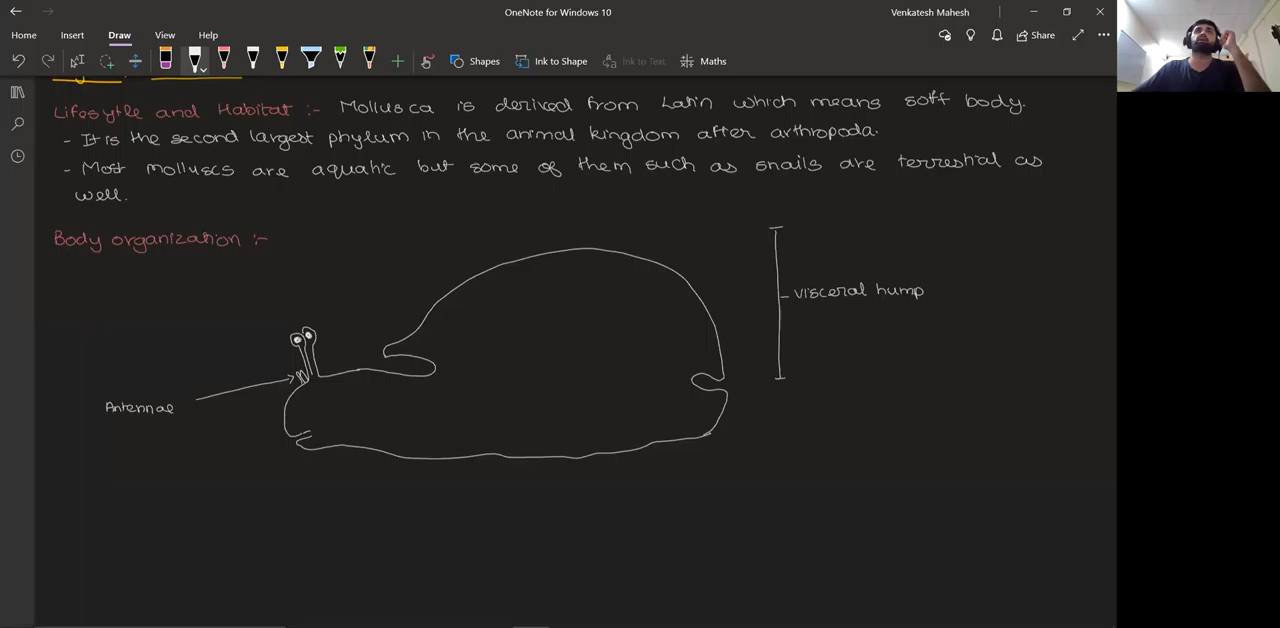 OneNote for Windows 10
Venkatesh Mahesh
Home Insert Draw View Help
Share
Shapes
Ink to Shape
Ink to Text
Maths
Lifesytle and Habitat :- Mollusca is derived from Latin which means soft body.
- It is the second largest phylum in the animal kingdom after arthropoda.
- Most molluscs are aquatic but some of them such as snails are terrestial as
well.
Body organization :-
visceral hump
Antennae